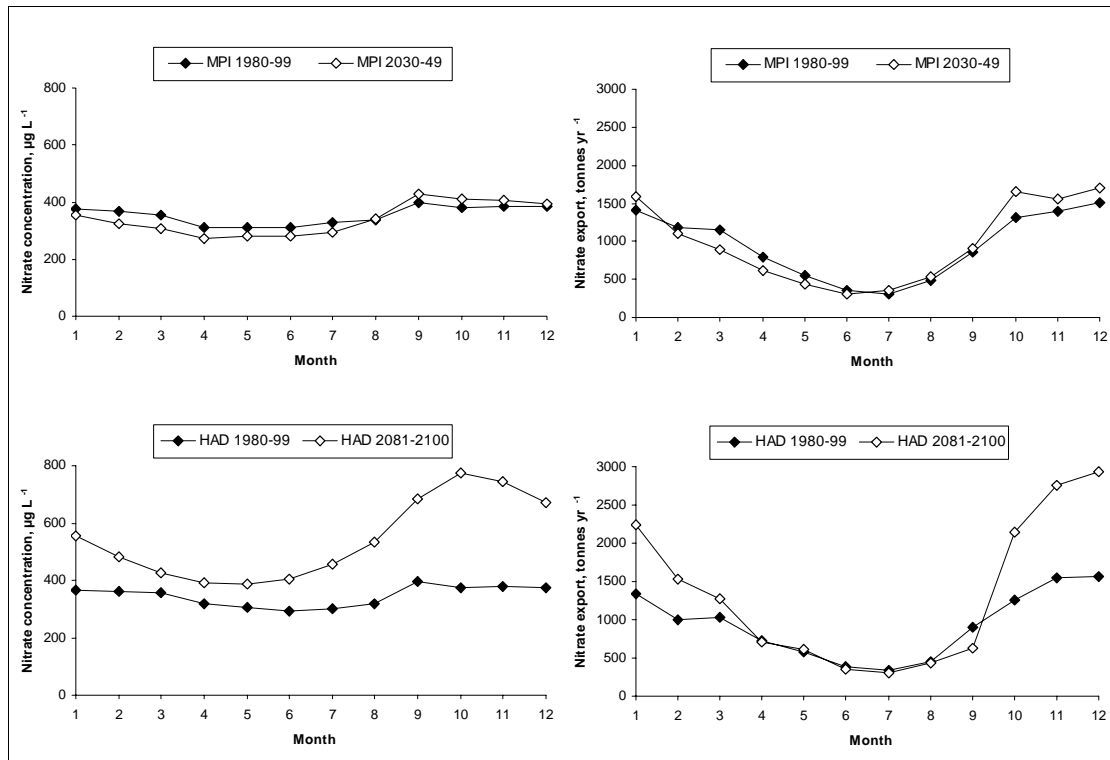 MPI 1980-99 MPI 2030-49
Nitrate concentration, µg L -1
800
600
400
200
0
1 2 3 4 5 6 7 8 9 10 11 12
Month
MPI 1980-99 MPI 2030-49
Nitrate export, tonnes yr -1
3000
2500
2000
1500
1000
500
0
1 2 3 4 5 6 7 8 9 10 11 12
Month
HAD 1980-99 HAD 2081-2100
Nitrate concentration, µg L -1
800
600
400
200
0
1 2 3 4 5 6 7 8 9 10 11 12
Month
HAD 1980-99 HAD 2081-2100
Nitrate export, tonnes yr -1
3000
2500
2000
1500
1000
500
0
1 2 3 4 5 6 7 8 9 10 11 12
Month